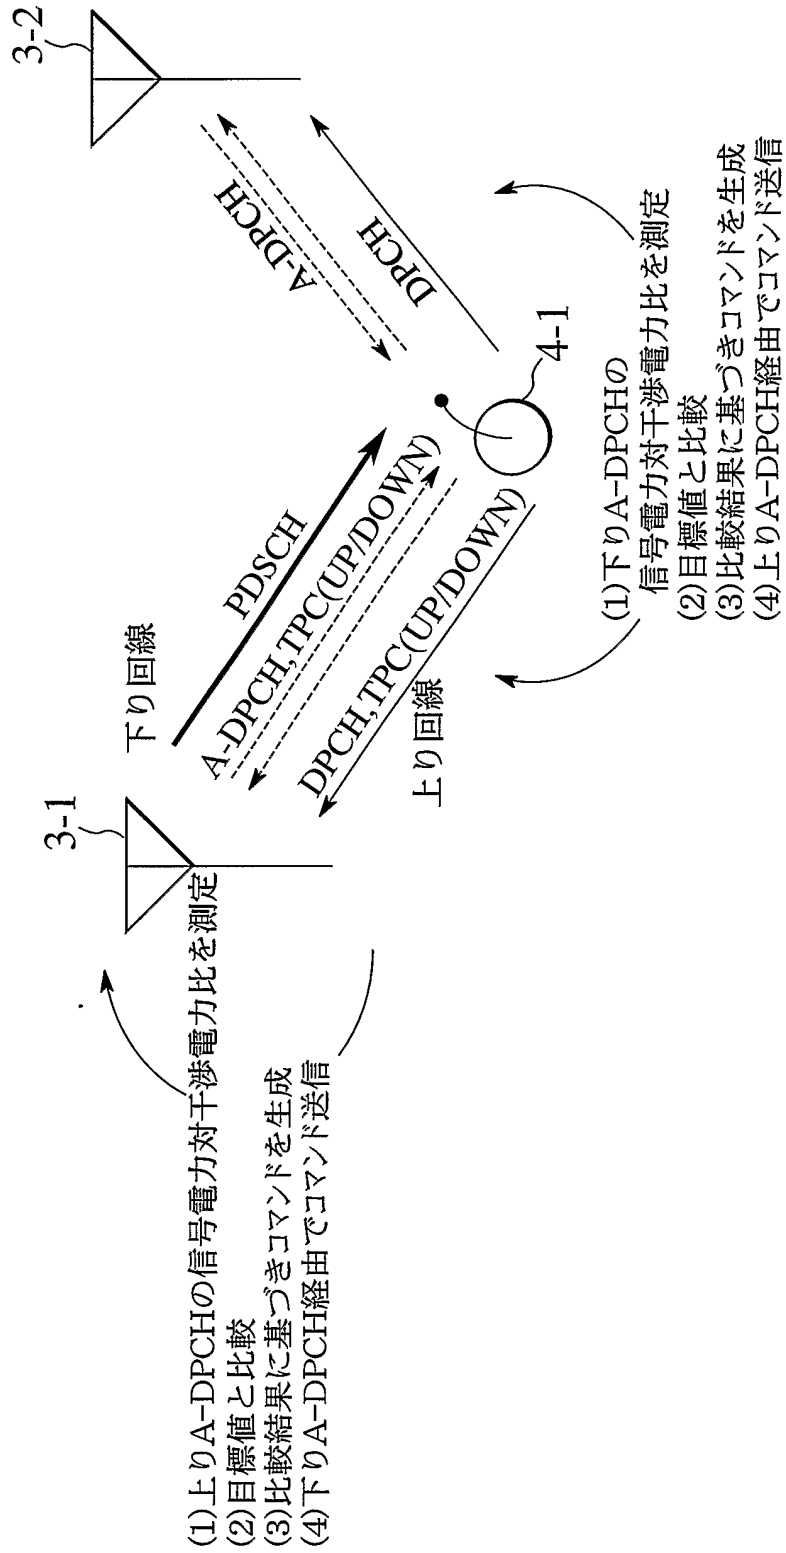 3-1
3-2
下り回線
PDSCH
A-DPCH,TPC(UP/DOWN)
DPCH,TPC(UP/DOWN)
上り回線
A-DPCH
DPCH
4-1
(1)上りA-DPCHの信号電力対干渉電力比を測定
(2)目標値と比較
(3)比較結果に基づきコマンドを生成
(4)下りA-DPCH経由でコマンド送信
(1)下りA-DPCHの
信号電力対干渉電力比を測定
(2)目標値と比較
(3)比較結果に基づきコマンドを生成
(4)上りA-DPCH経由でコマンド送信